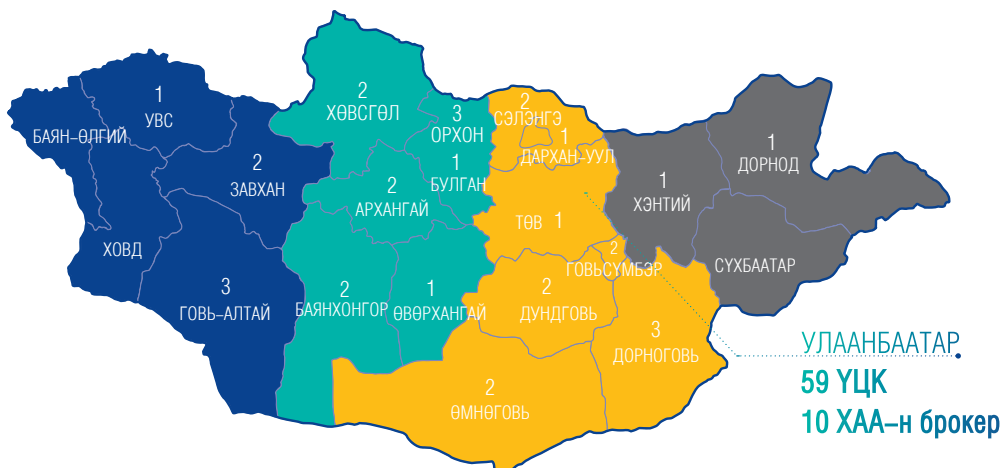 1
УВС
БАЯН-ӨЛГИЙ
2
ЗАВХАН
ХОВД
3
ГОВЬ-АЛТАЙ
2
ХӨВСГӨЛ
3
ОРХОН
1
БУЛГАН
2
АРХАНГАЙ
2
БАЯНХОНГОР
1
ӨВӨРХАНГАЙ
2
СЭЛЭНГЭ
1
ДАРХАН-УУЛ
ТӨВ 1
2
ГОВЬСҮМБЭР
2
ДУНДГОВЬ
3
ДОРНОГОВЬ
2
ӨМНӨГОВЬ
1
ХЭНТИЙ
1
ДОРНОД
СҮХБААТАР
УЛААНБААТАР
59 ҮЦК
10 ХАА-н брокер